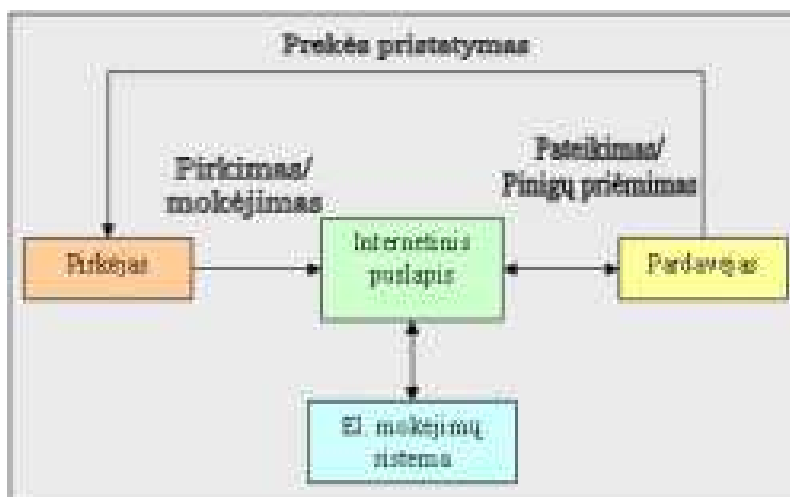 Prekės pristatymas
Pirkimas/
mokėjimas
Pateikimas/
Pinigų priėmimas
Pirkėjas
Internetinis
puslapis
Pardavėjas
El. mokėjimų
sistema